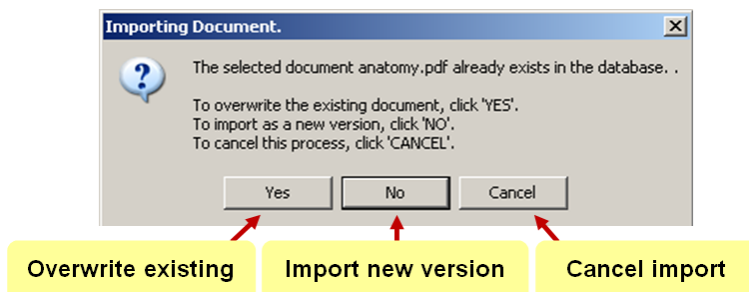 Importing Document.
The selected document anatomy.pdf already exists in the database. .
To overwrite the existing document, click 'YES'.
To import as a new version, click 'NO'.
To cancel this process, click 'CANCEL'.
Yes No Cancel
Overwrite existing Import new version Cancel import